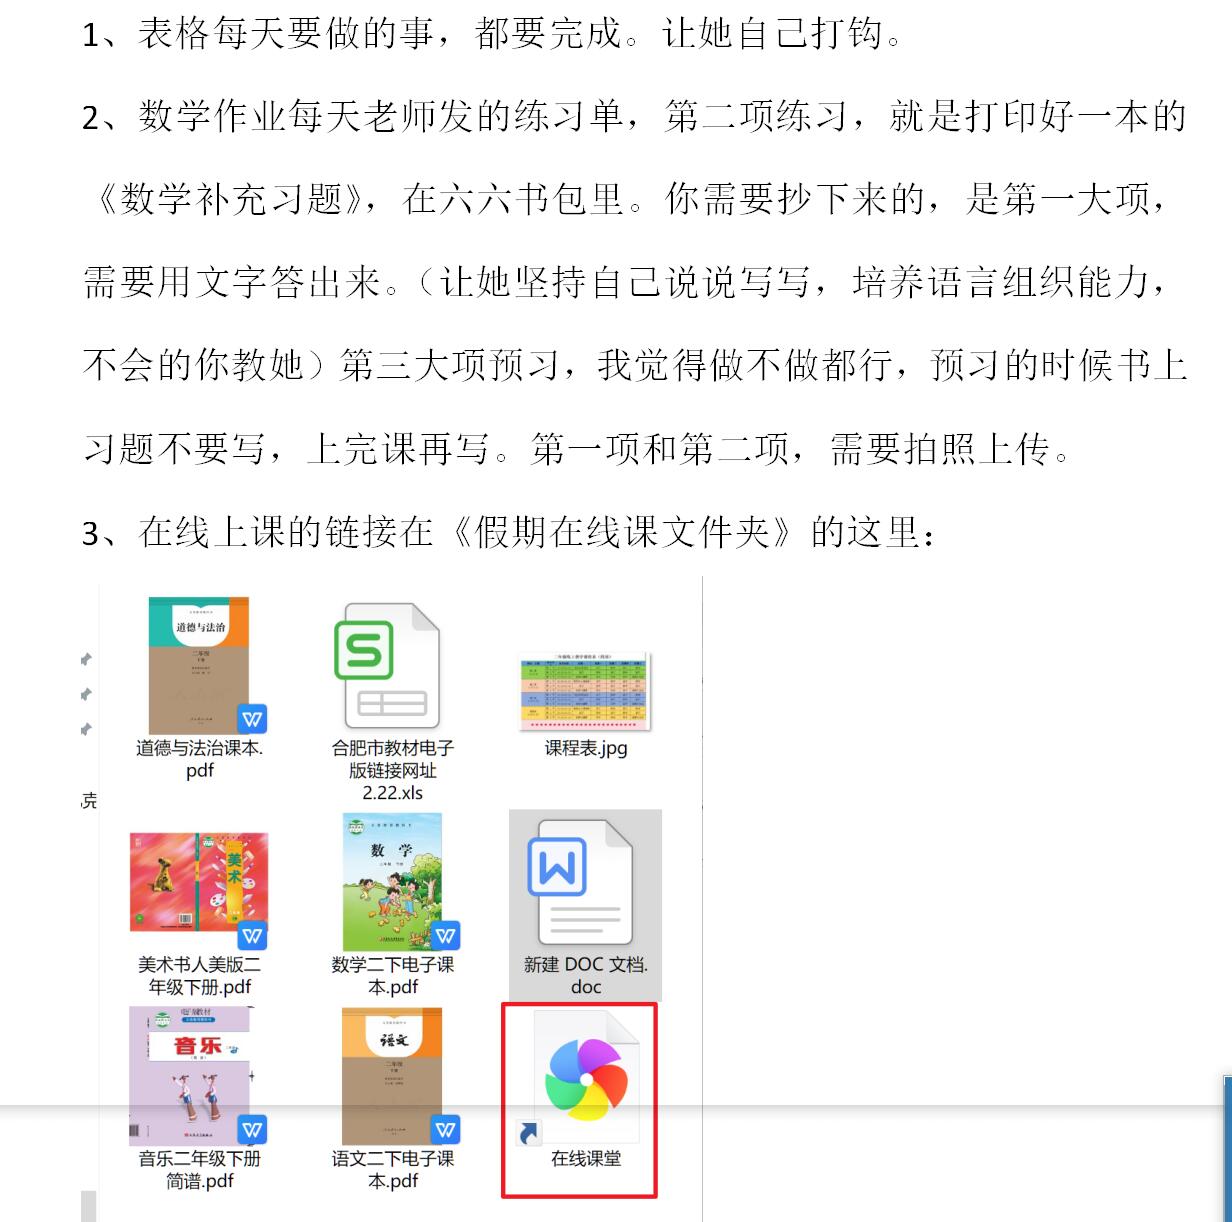 1、表格每天要做的事，都要完成。让她自己打钩。
2、数学作业每天老师发的练习单，第二项练习，就是打印好一本的
《数学补充习题》，在六六书包里。你需要抄下来的，是第一大项，
需要用文字答出来。（让她坚持自己说说写写，培养语言组织能力，
不会的你教她）第三大项预习，我觉得做不做都行，预习的时候书上
习题不要写，上完课再写。第一项和第二项，需要拍照上传。
3、在线上课的链接在《假期在线课文件夹》的这里：
道德与法治
二年级
道德与法治课本.
pdf
合肥市教材电子
版链接网址
2.22.xls
课程表.jpg
克
美术
美术书人美版二
年级下册.pdf
数学
数学二下电子课
本.pdf
新建 DOC 文档.
doc
音乐
音乐二年级下册
简谱.pdf
语文
二年级
语文二下电子课
本.pdf
在线课堂